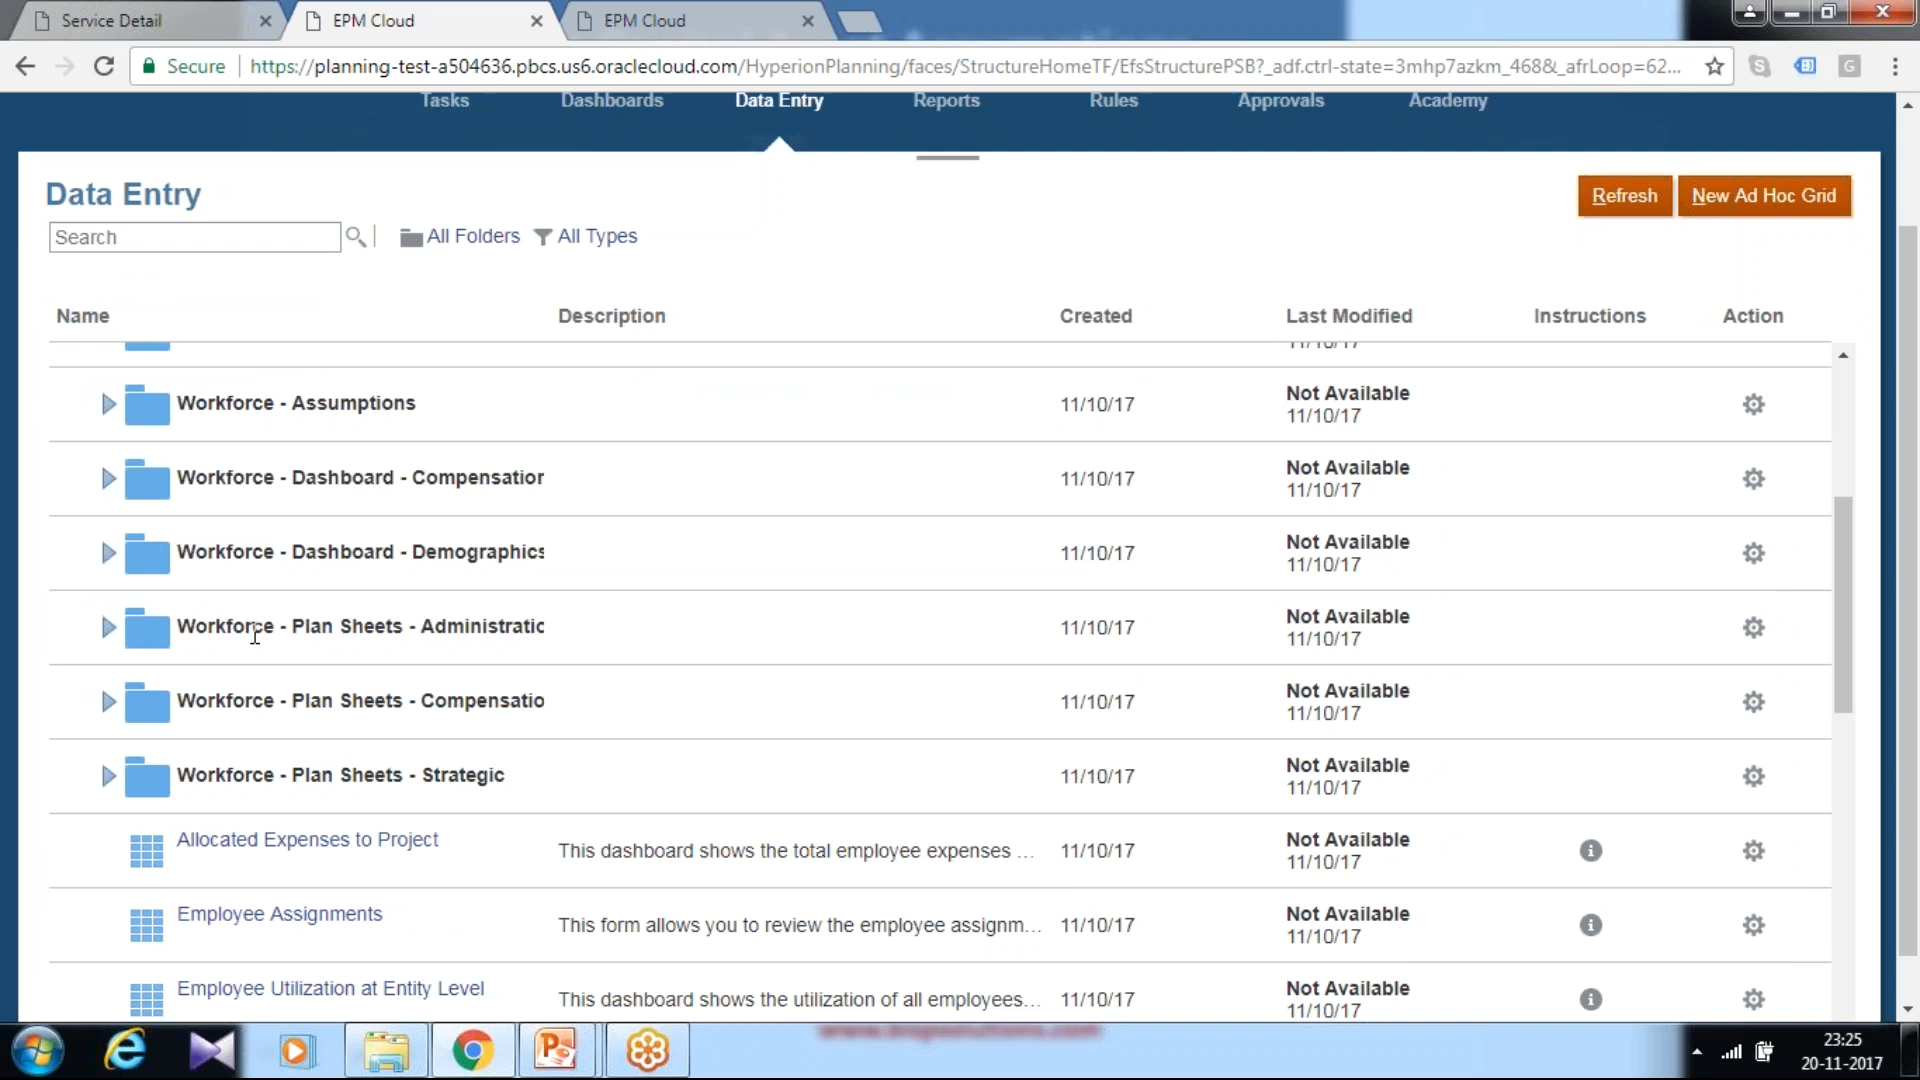 Service Detail
EPM Cloud
EPM Cloud
Secure
https://planning-test-a504636.pbcs.us6.oraclecloud.com/HyperionPlanning/faces/StructureHomeTF/EfsStructurePSB?_adf.ctrl-state=3mhp7azkm_468&_afrLoop=62...
Tasks Dashboards Data Entry Reports Rules Approvals Academy
Data Entry
Refresh
New Ad Hoc Grid
Search
All Folders
All Types
Name Description Created Last Modified Instructions Action
11/10/17
Workforce - Assumptions 11/10/17 Not Available
11/10/17
Workforce - Dashboard - Compensation 11/10/17 Not Available
11/10/17
Workforce - Dashboard - Demographics 11/10/17 Not Available
11/10/17
Workforce - Plan Sheets - Administratio 11/10/17 Not Available
11/10/17
Workforce - Plan Sheets - Compensatio 11/10/17 Not Available
11/10/17
Workforce - Plan Sheets - Strategic 11/10/17 Not Available
11/10/17
Allocated Expenses to Project This dashboard shows the total employee expenses ... 11/10/17 Not Available
11/10/17
Employee Assignments This form allows you to review the employee assignm... 11/10/17 Not Available
11/10/17
Employee Utilization at Entity Level This dashboard shows the utilization of all employees... 11/10/17 Not Available
11/10/17
23:25
20-11-2017